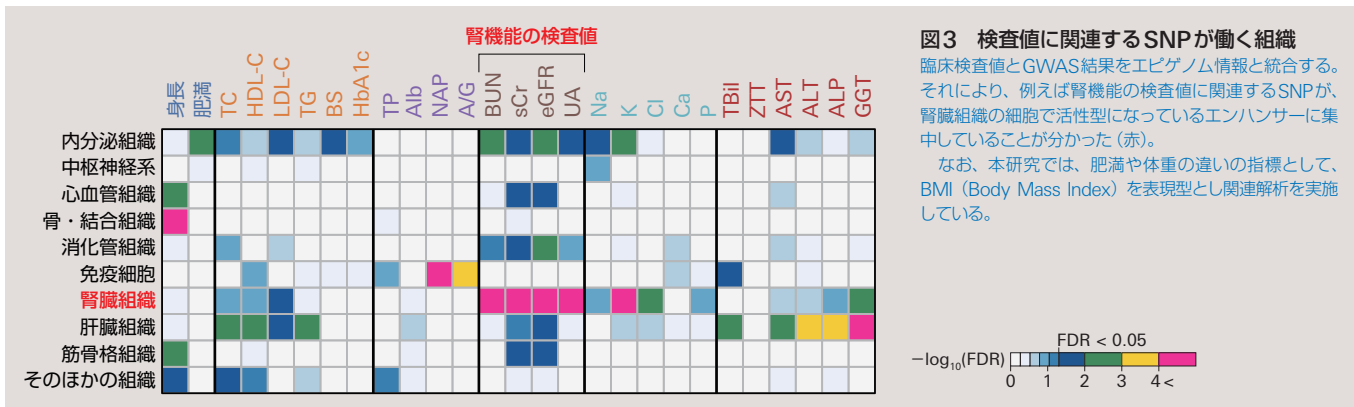 腎機能の検査値
身長 肥満 TC HDL-C LDL-C TG BS HbA1c TP Alb NAP A/G BUN sCr eGFR UA Na K Cl Ca P TBil ZTT AST ALT ALP GGT
内分泌組織
中枢神経系
心血管組織
骨・結合組織
消化管組織
免疫細胞
腎臓組織
肝臓組織
筋骨格組織
そのほかの組織
図3 検査値に関連するSNPが働く組織
臨床検査値とGWAS結果をエピゲノム情報と統合する。
それにより、例えば腎機能の検査値に関連するSNPが、
腎臓組織の細胞で活性型になっているエンハンサーに集
中していることが分かった(赤)。
なお、本研究では、肥満や体重の違いの指標として、
BMI(Body Mass Index)を表現型とし関連解析を実施
している。
FDR < 0.05
−log10(FDR)
0 1 2 3 4<